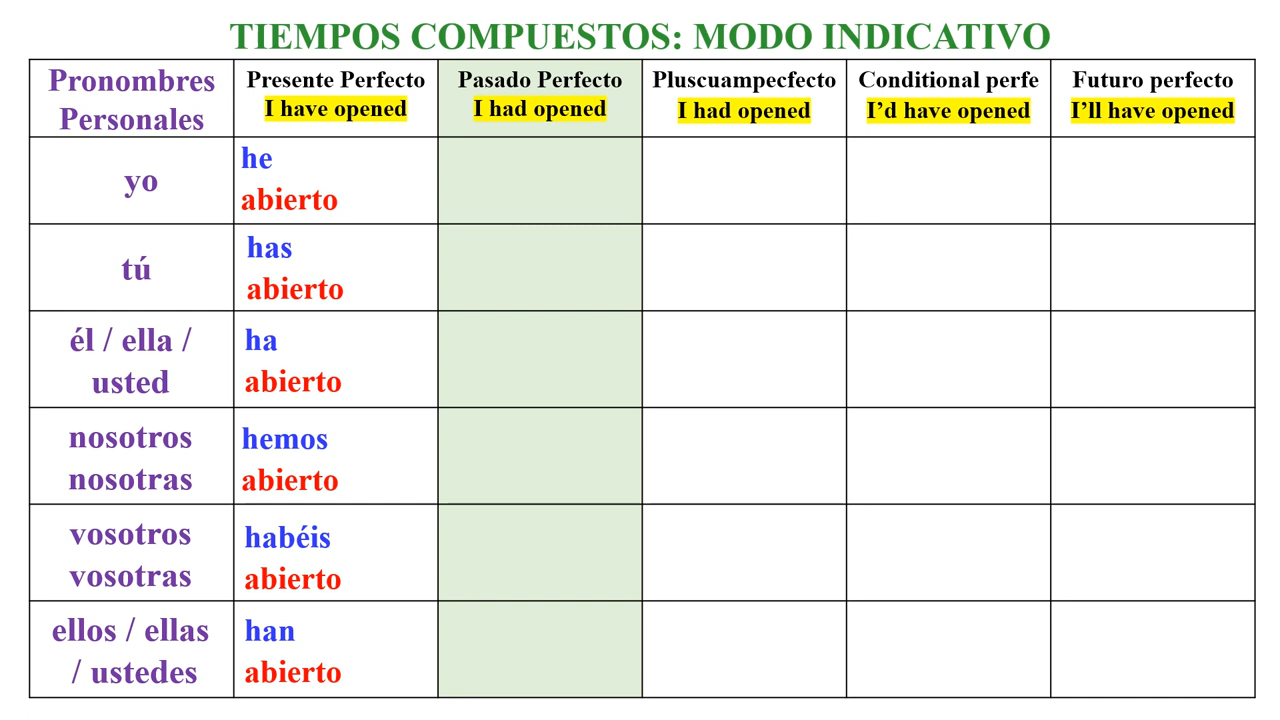 TIEMPOS COMPUESTOS: MODO INDICATIVO
Pronombres
Personales
Presente Perfecto
I have opened
Pasado Perfecto
I had opened
Pluscuampecfecto
I had opened
Conditional perfe
I'd have opened
Futuro perfecto
I'll have opened
yo
he
abierto
tú
has
abierto
él / ella /
usted
ha
abierto
nosotros
nosotras
hemos
abierto
vosotros
vosotras
habéis
abierto
ellos / ellas
/ ustedes
han
abierto